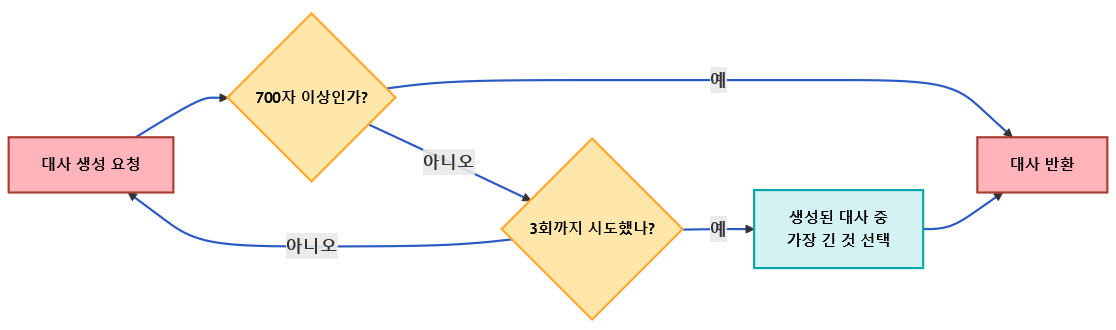 대사 생성 요청
700자 이상인가?
예
아니오
3회까지 시도했나?
아니오
예
생성된 대사 중
가장 긴 것 선택
대사 반환